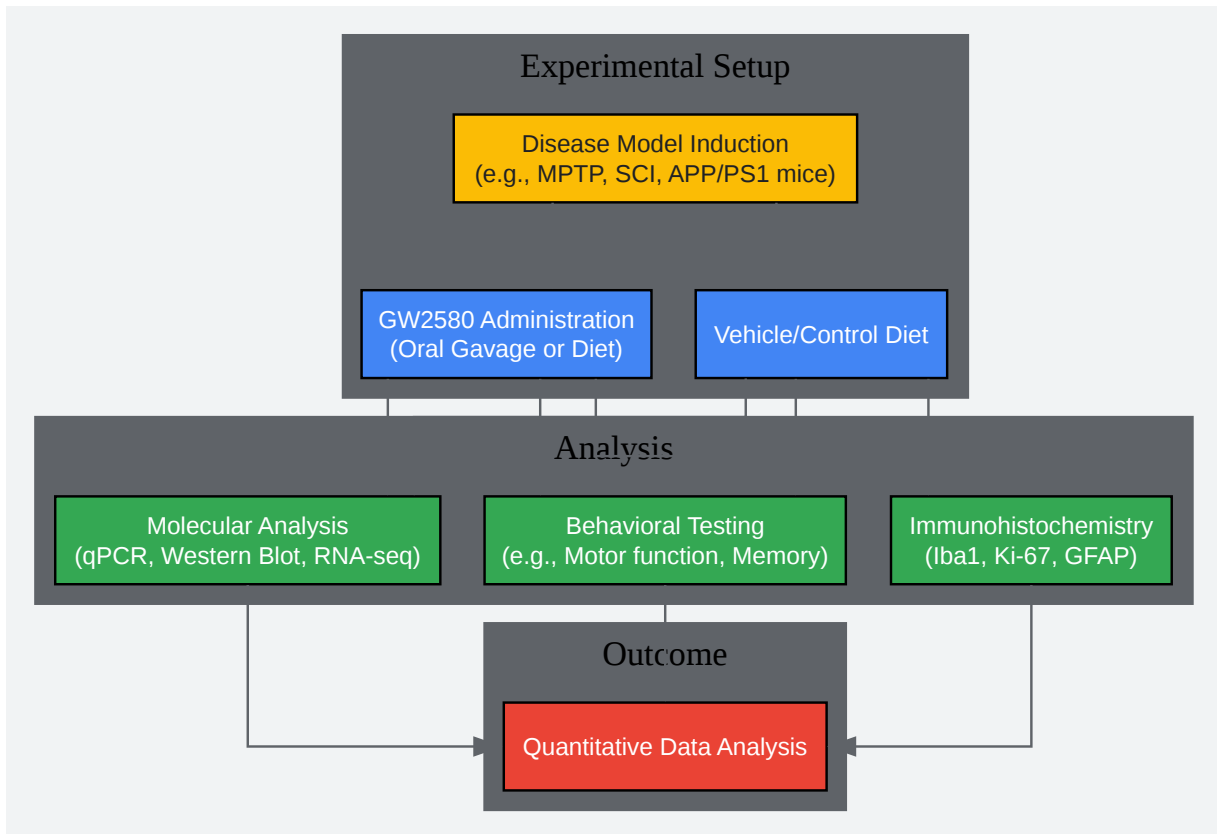 Experimental Setup
Disease Model Induction
(e.g., MPTP, SCI, APP/PS1 mice)
GW2580 Administration
(Oral Gavage or Diet)
Vehicle/Control Diet
Analysis
Molecular Analysis
(qPCR, Western Blot, RNA-seq)
Behavioral Testing
(e.g., Motor function, Memory)
Immunohistochemistry
(Iba1, Ki-67, GFAP)
Outcome
Quantitative Data Analysis